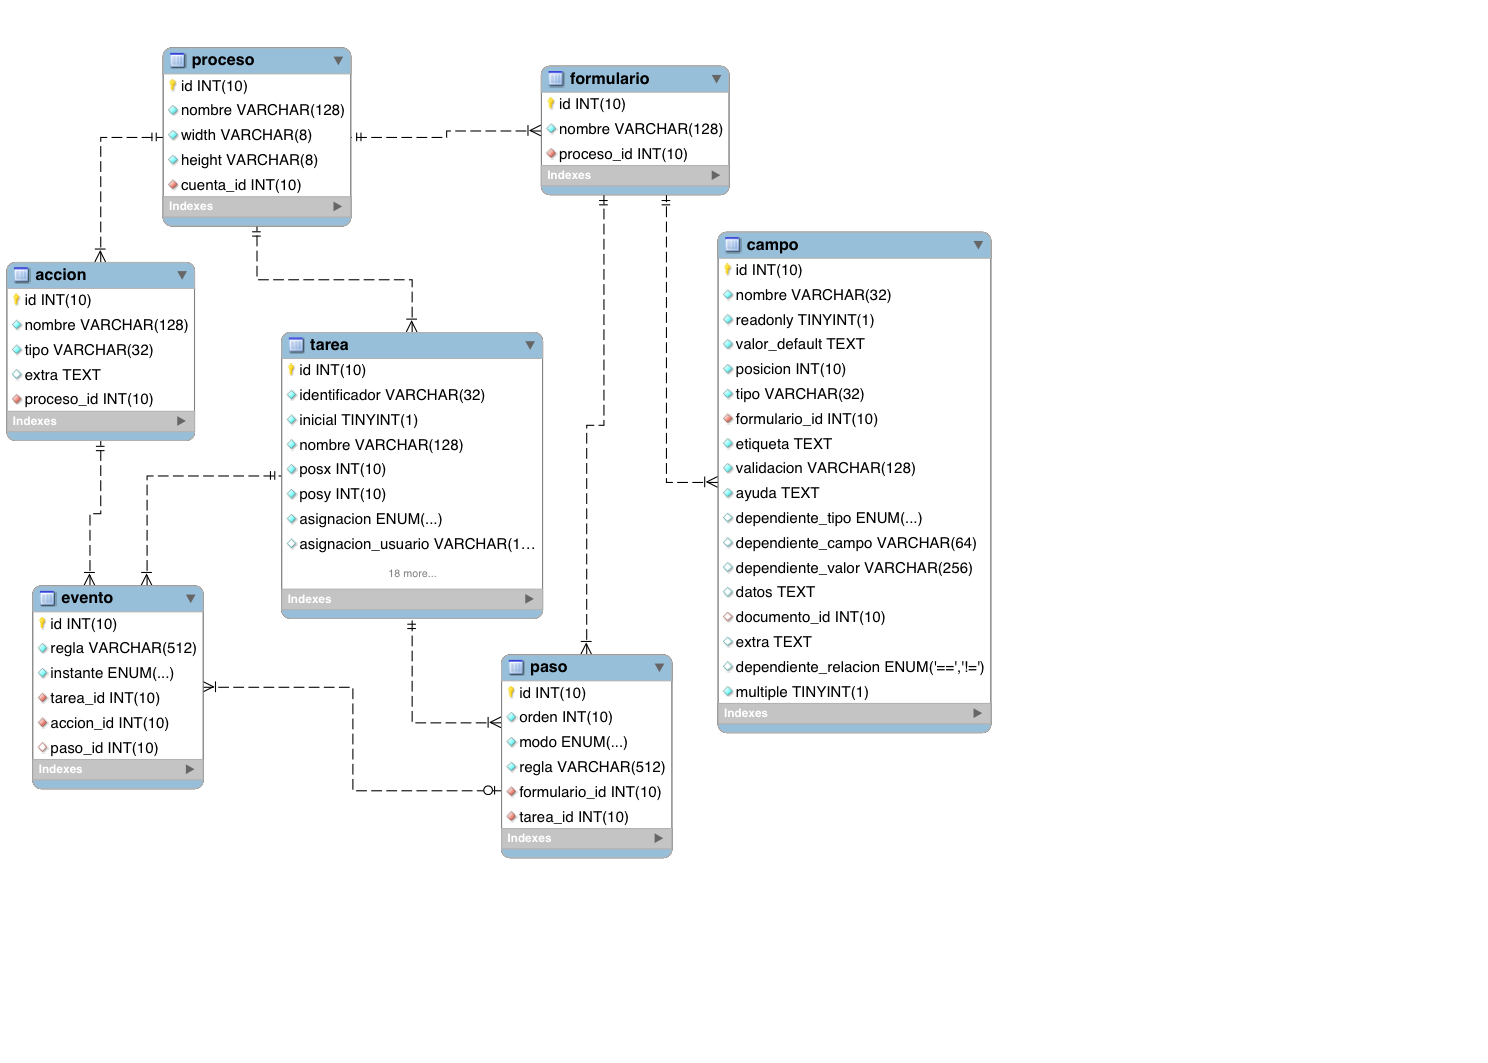 proceso
id INT(10)
nombre VARCHAR(128)
width VARCHAR(8)
height VARCHAR(8)
cuenta_id INT(10)
Indexes
formulario
id INT(10)
nombre VARCHAR(128)
proceso_id INT(10)
Indexes
accion
id INT(10)
nombre VARCHAR(128)
tipo VARCHAR(32)
extra TEXT
proceso_id INT(10)
Indexes
tarea
id INT(10)
identificador VARCHAR(32)
inicial TINYINT(1)
nombre VARCHAR(128)
posx INT(10)
posy INT(10)
asignacion ENUM(...)
asignacion_usuario VARCHAR(1...
18 more...
Indexes
campo
id INT(10)
nombre VARCHAR(32)
readonly TINYINT(1)
valor_default TEXT
posicion INT(10)
tipo VARCHAR(32)
formulario_id INT(10)
etiqueta TEXT
validacion VARCHAR(128)
ayuda TEXT
dependiente_tipo ENUM(...)
dependiente_campo VARCHAR(64)
dependiente_valor VARCHAR(256)
datos TEXT
documento_id INT(10)
extra TEXT
dependiente_relacion ENUM('==','!=')
multiple TINYINT(1)
Indexes
evento
id INT(10)
regla VARCHAR(512)
instante ENUM(...)
tarea_id INT(10)
accion_id INT(10)
paso_id INT(10)
Indexes
paso
id INT(10)
orden INT(10)
modo ENUM(...)
regla VARCHAR(512)
formulario_id INT(10)
tarea_id INT(10)
Indexes